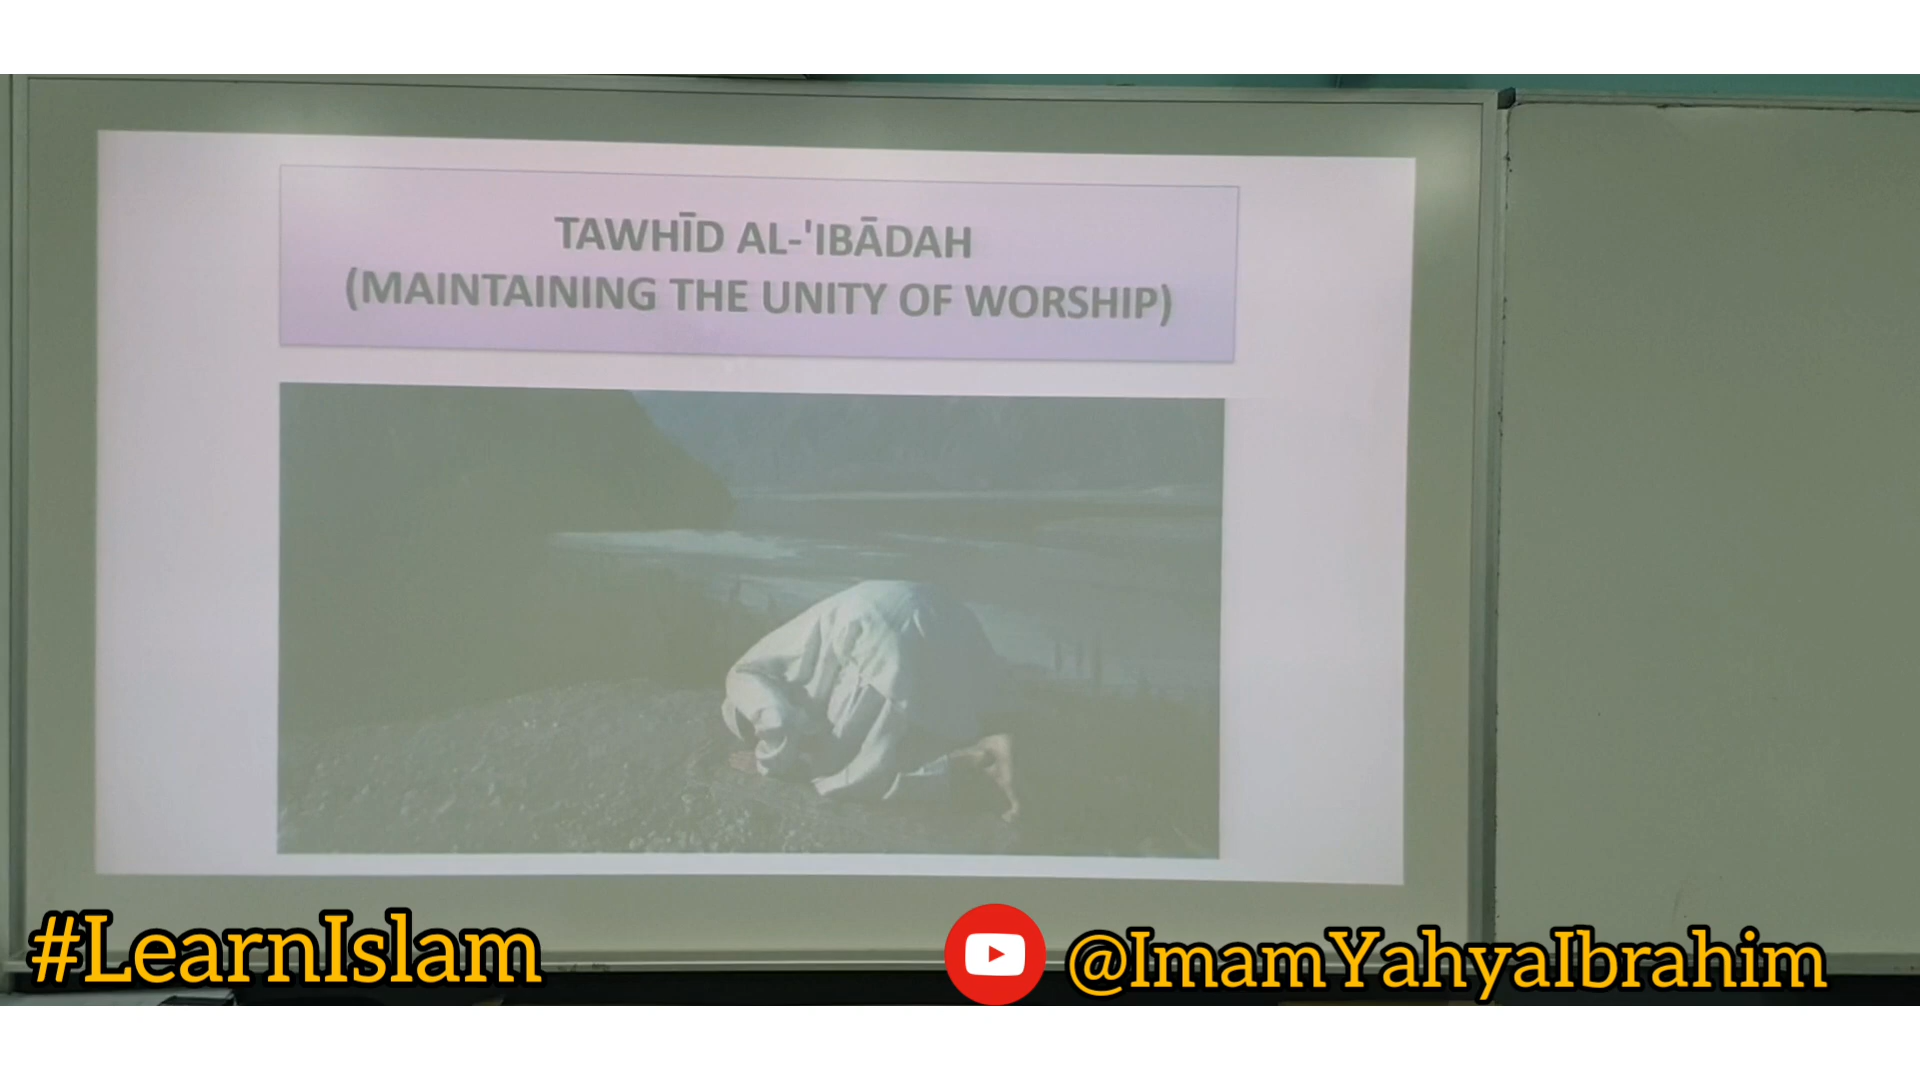 TAWHĪD AL-'IBĀDAH
(MAINTAINING THE UNITY OF WORSHIP)
#LearnIslam
@ImamYahyaIbrahim